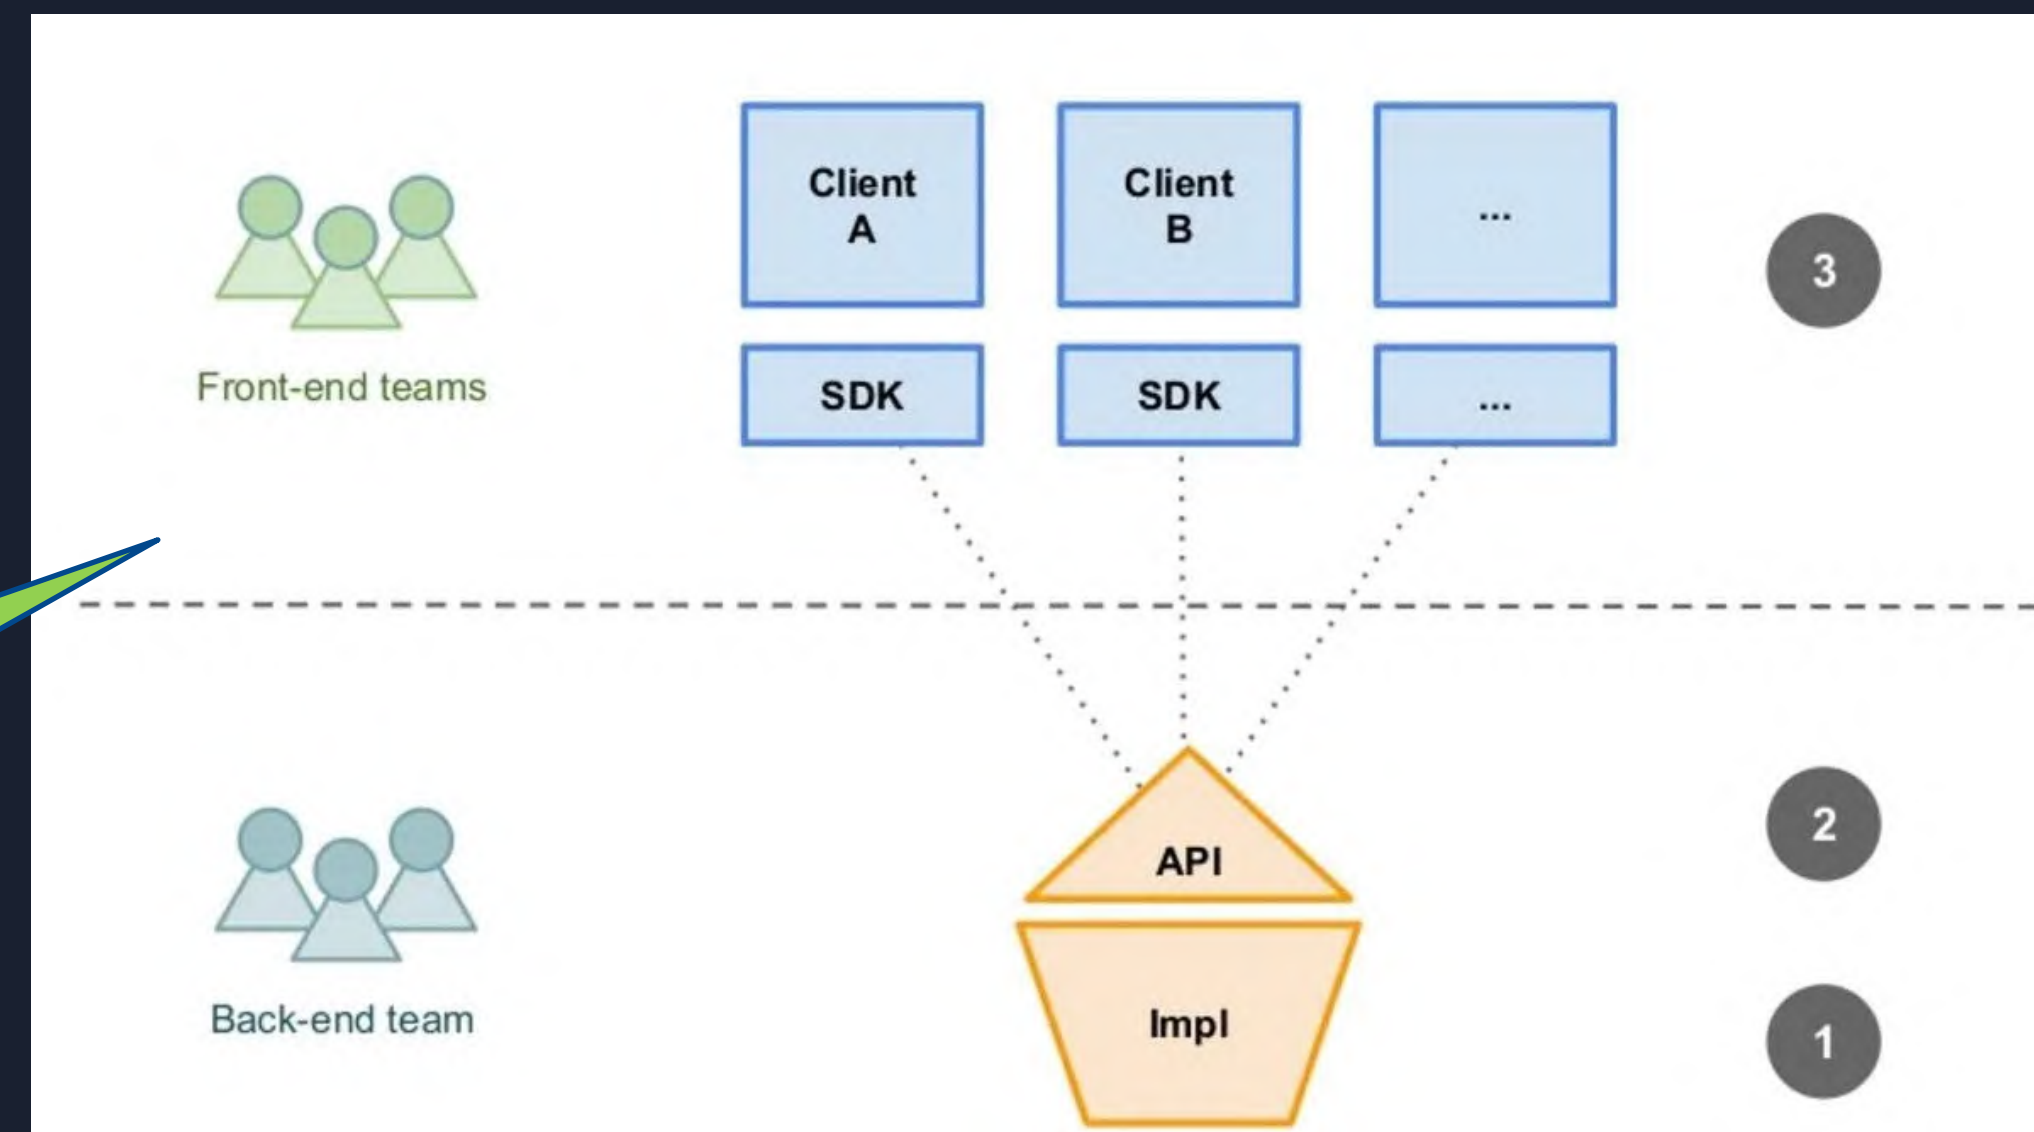 Client
A
Client
B
...
3
SDK
SDK
...
Front-end teams
2
API
Back-end team
Impl
1